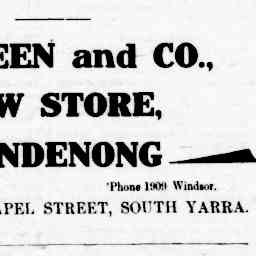 EEN and CO.,
W STORE,
NDENONG
'Phone 1909 Windsor.
APEL STREET, SOUTH YARRA.